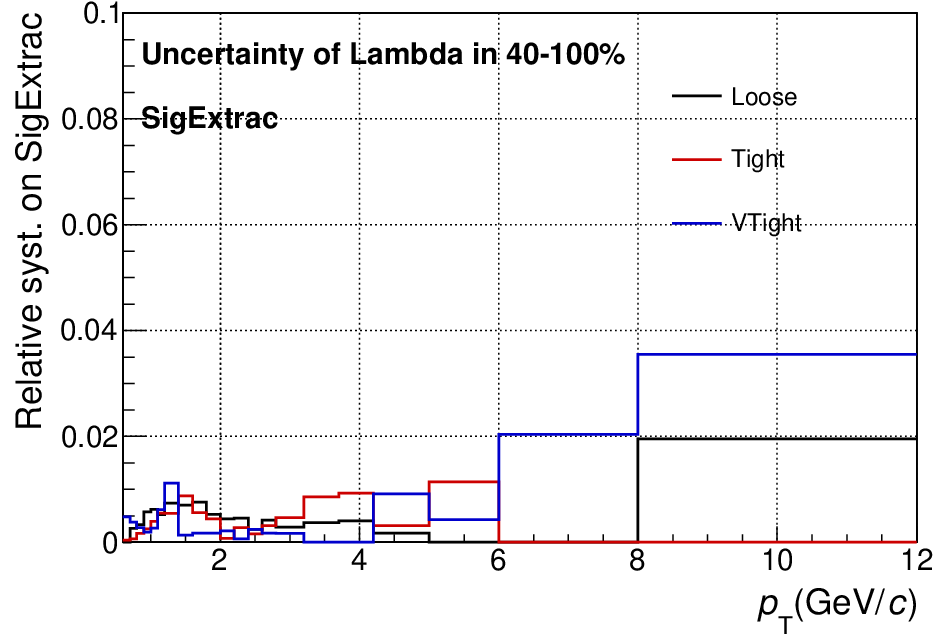 Relative syst. on SigExtrac
0.1
0.08
0.06
0.04
0.02
0
Uncertainty of Lambda in 40-100%
SigExtrac
Loose
Tight
VTight
2 4 6 8 10 12
pT(GeV/c)